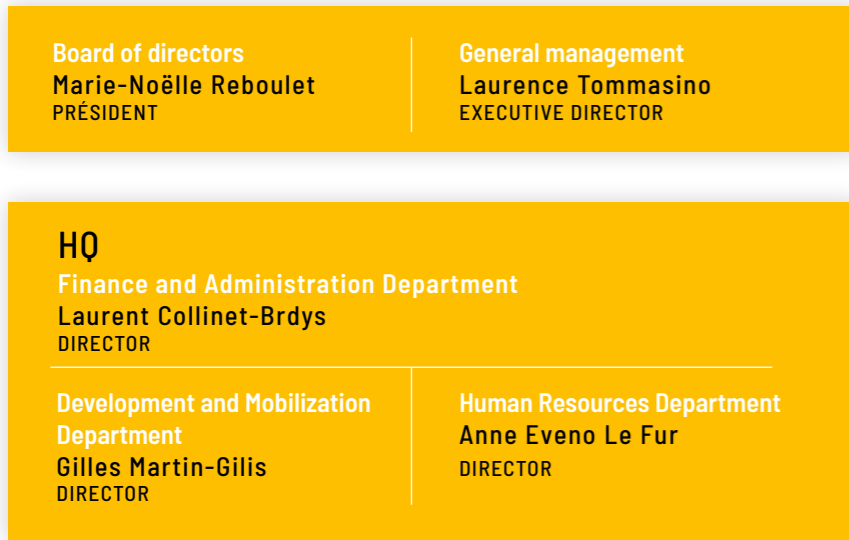 Board of directors
Marie-Noëlle Reboulet
PRÉSIDENT
General management
Laurence Tommasino
EXECUTIVE DIRECTOR
HQ
Finance and Administration Department
Laurent Collinet-Brdys
DIRECTOR
Development and Mobilization
Department
Gilles Martin-Gilis
DIRECTOR
Human Resources Department
Anne Eveno Le Fur
DIRECTOR